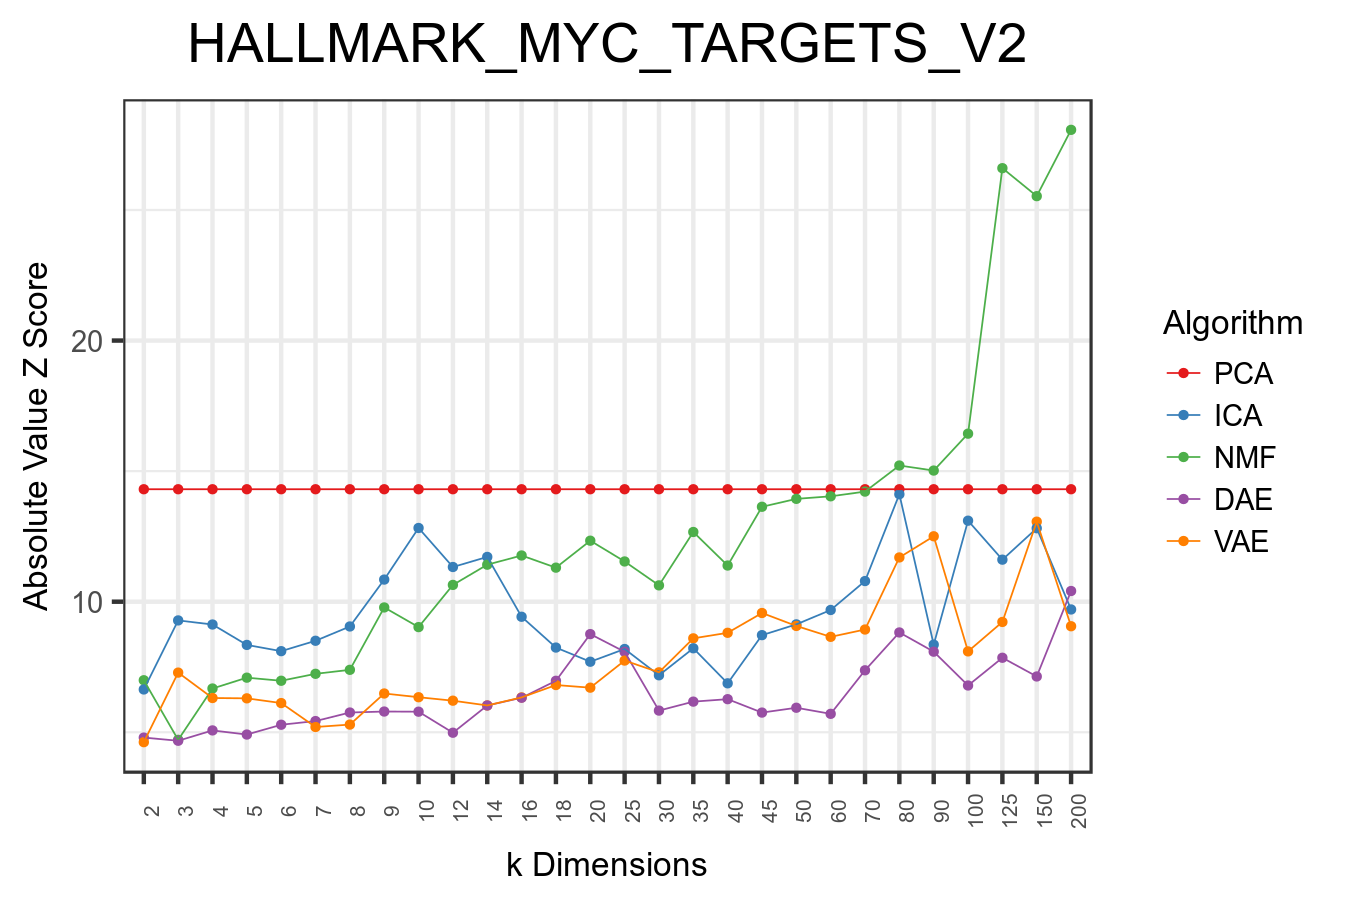 HALLMARK_MYC_TARGETS_V2
Absolute Value Z Score
20
10
2 3 4 5 6 7 8 9 10 12 14 16 18 20 25 30 35 40 45 50 60 70 80 90 100 125 150 200
k Dimensions
Algorithm
PCA
ICA
NMF
DAE
VAE